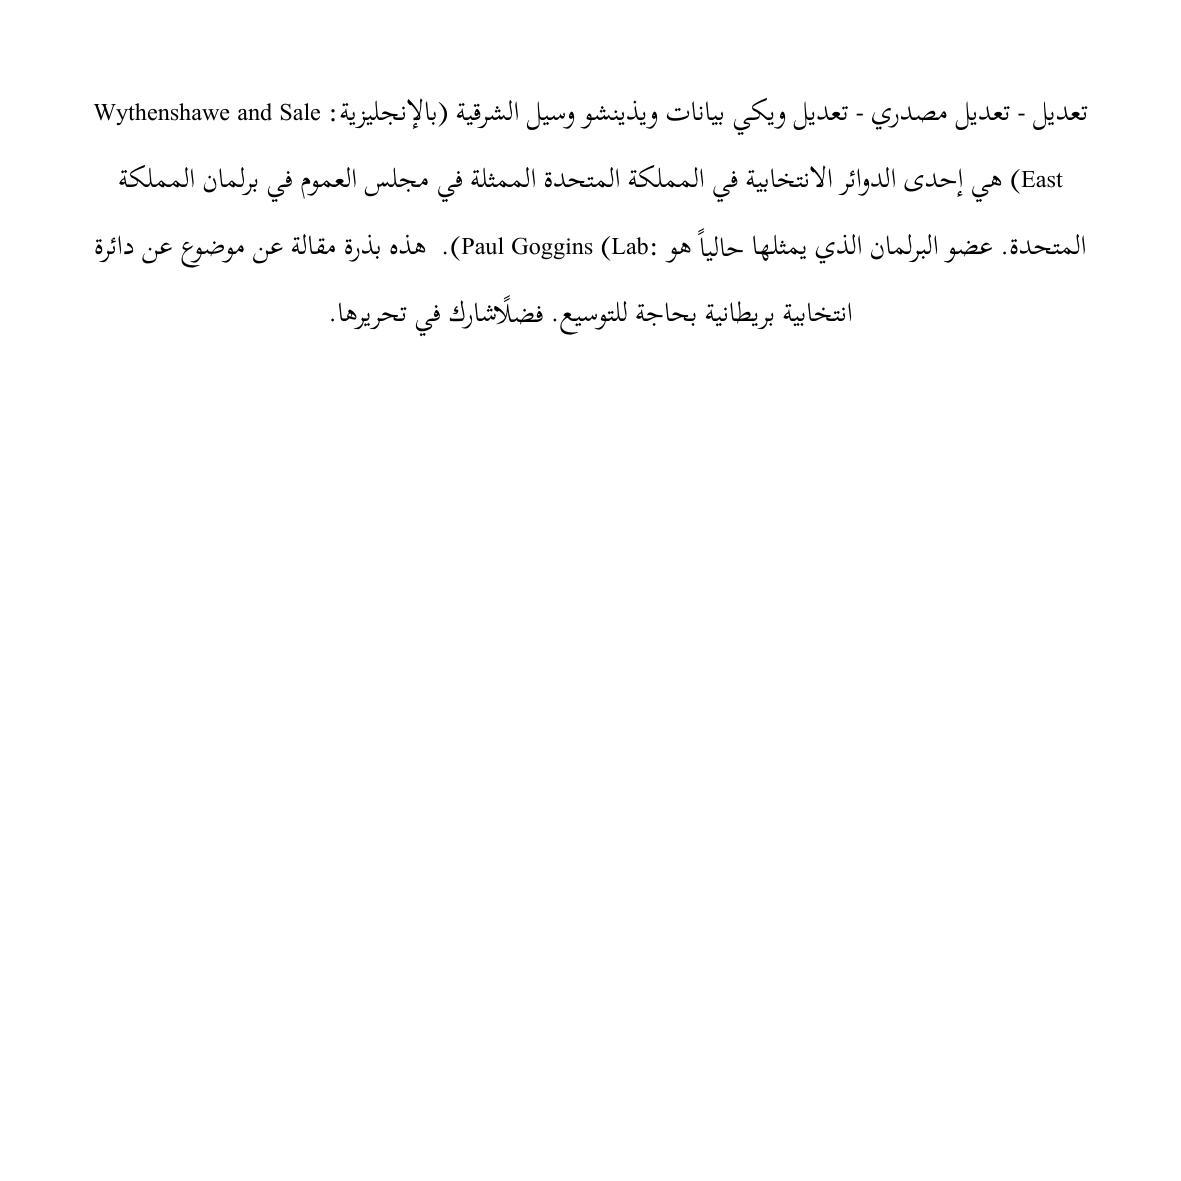 تعديل - تعديل مصدري - تعديل ويكي بيانات ويذينشو وسيل الشرقية (بالإنجليزية: Wythenshawe and Sale
East) هي إحدى الدوائر الانتخابية في المملكة المتحدة الممثلة في مجلس العموم في برلمان المملكة
المتحدة. عضو البرلمان الذي يمثلها حالياً هو :Paul Goggins (Lab). هذه بذرة مقالة عن موضوع عن دائرة
انتخابية بريطانية بحاجة للتوسيع. فضلًاشارك في تحريرها.